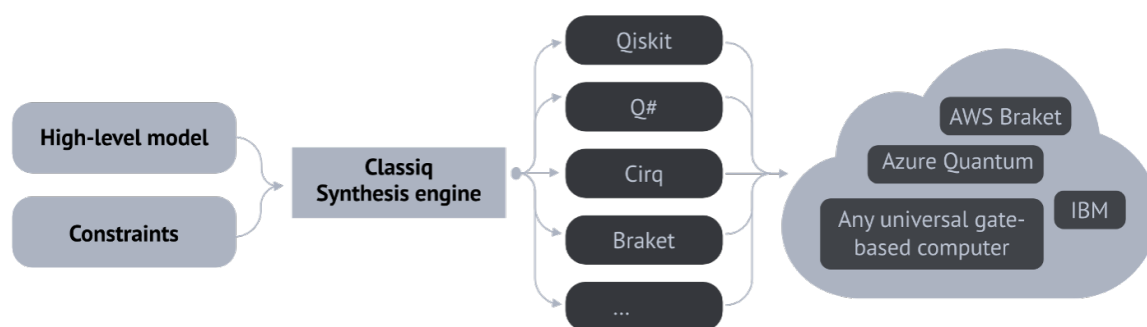 High-level model
Constraints
Classiq
Synthesis engine
Qiskit
Q#
Cirq
Braket
...
AWS Braket
Azure Quantum
IBM
Any universal gate-
based computer